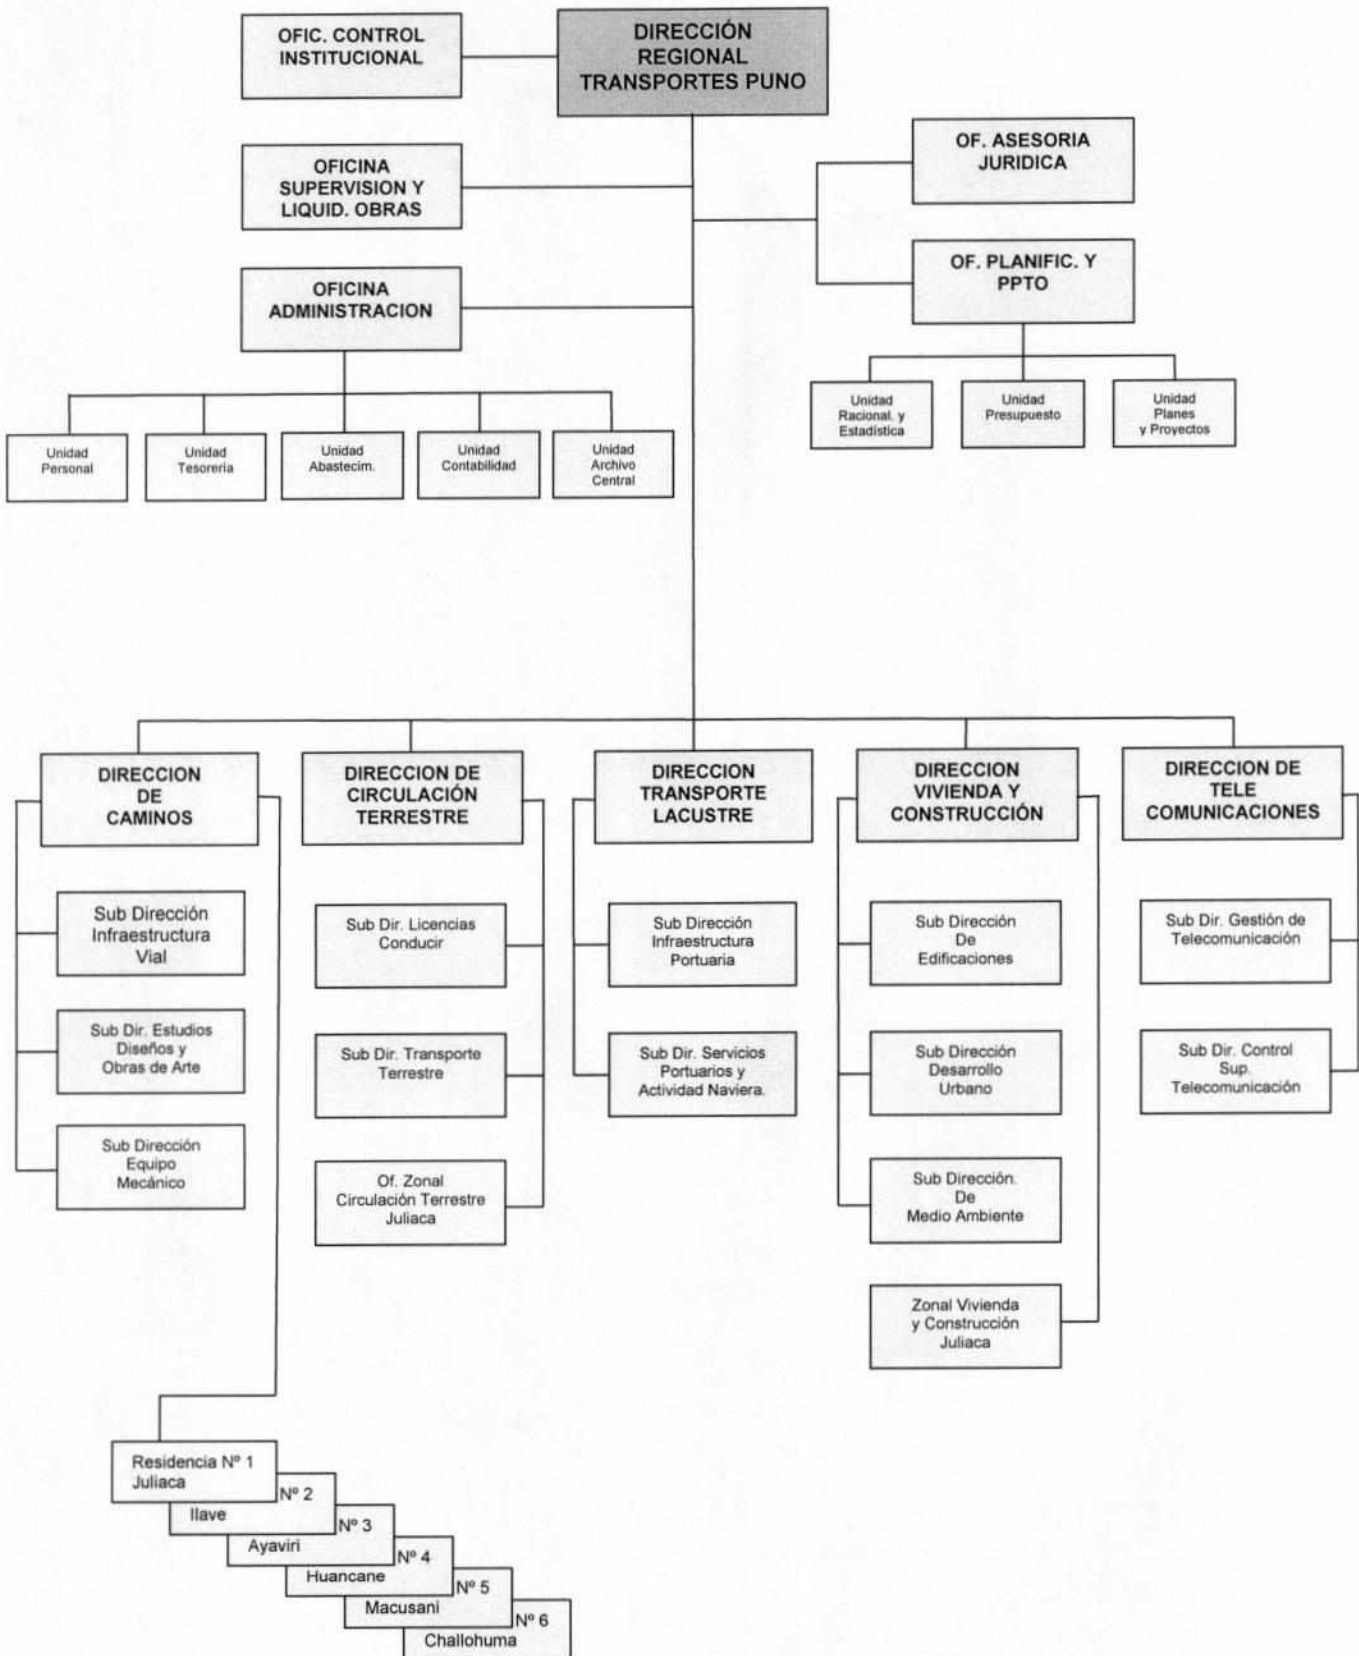 OFIC. CONTROL
INSTITUCIONAL
DIRECCIÓN
REGIONAL
TRANSPORTES PUNO
OFICINA
SUPERVISION Y
LIQUID. OBRAS
OF. ASESORIA
JURIDICA
OFICINA
ADMINISTRACION
OF. PLANIFIC. Y
PPTO
Unidad
Racional. y
Estadística
Unidad
Presupuesto
Unidad
Planes
y Proyectos
Unidad
Personal
Unidad
Tesoreria
Unidad
Abastecim.
Unidad
Contabilidad
Unidad
Archivo
Central
DIRECCION
DE
CAMINOS
DIRECCION DE
CIRCULACIÓN
TERRESTRE
DIRECCION
TRANSPORTE
LACUSTRE
DIRECCION
VIVIENDA Y
CONSTRUCCIÓN
DIRECCION DE
TELE
COMUNICACIONES
Sub Dirección
Infraestructura
Vial
Sub Dir. Licencias
Conducir
Sub Dirección
Infraestructura
Portuaria
Sub Dirección
De
Edificaciones
Sub Dir. Gestión de
Telecomunicación
Sub Dir. Estudios
Diseños y
Obras de Arte
Sub Dir. Transporte
Terrestre
Sub Dir. Servicios
Portuarios y
Actividad Naviera.
Sub Dirección
Desarrollo
Urbano
Sub Dir. Control
Sup.
Telecomunicación
Sub Dirección
Equipo
Mecánico
Of. Zonal
Circulación Terrestre
Juliaca
Sub Dirección.
De
Medio Ambiente
Zonal Vivienda
y Construcción
Juliaca
Residencia Nº 1
Juliaca
Nº 2
Ilave
Nº 3
Ayaviri
Nº 4
Huancane
Nº 5
Macusani
Nº 6
Challohuma